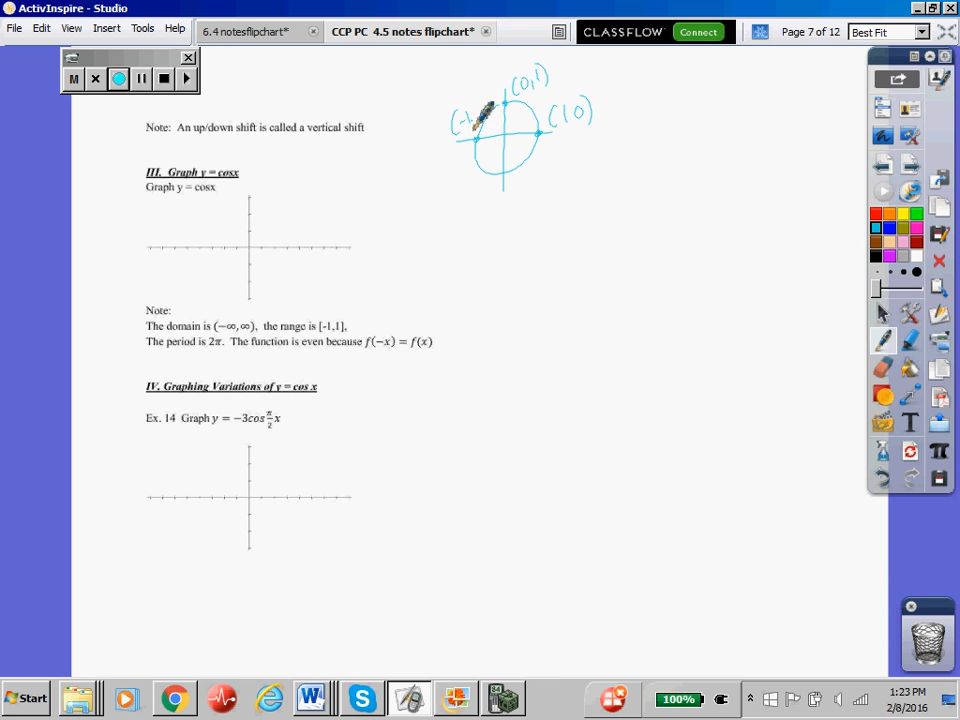 ActivInspire - Studio
File Edit View Insert Tools Help
6.4 notesflipchart*
CCP PC 4.5 notes flipchart*
CLASSFLOW Connect
Page 7 of 12
Best Fit
M
(0,1)
(-1
(1 0)
Note: An up/down shift is called a vertical shift
III. Graph y = cosx
Graph y = cosx
Note:
The domain is (−∞, ∞), the range is [-1,1],
The period is 2π. The function is even because f(−x) = f(x)
IV. Graphing Variations of y = cos x
Ex. 14 Graph y = −3cos π/2 x
Start
100%
1:23 PM
2/8/2016